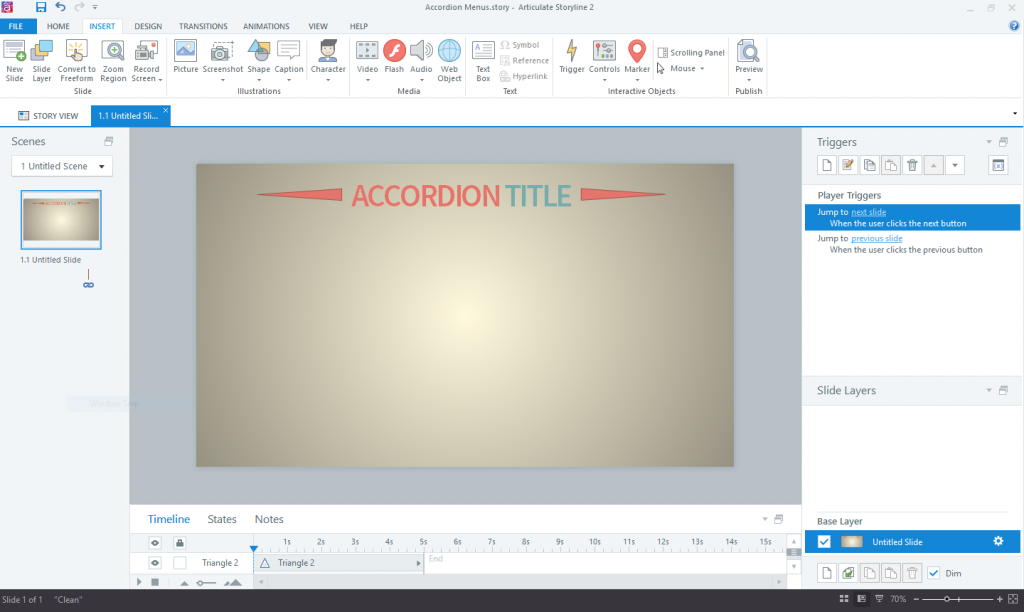 Accordion Menus.story - Articulate Storyline 2
FILE HOME INSERT DESIGN TRANSITIONS ANIMATIONS VIEW HELP
New Slide
Slide Layer
Convert to Freeform
Zoom Region
Record Screen
Slide
Picture
Screenshot
Shape
Caption
Illustrations
Character
Video
Flash
Audio
Web Object
Media
Text Box
Symbol
Reference
Hyperlink
Text
Trigger
Controls
Marker
Scrolling Panel
Mouse
Interactive Objects
Preview
Publish
STORY VIEW
1.1 Untitled Sli...
Scenes
1 Untitled Scene
1.1 Untitled Slide
ACCORDION TITLE
Triggers
Player Triggers
Jump to next slide
When the user clicks the next button
Jump to previous slide
When the user clicks the previous button
Slide Layers
Base Layer
Untitled Slide
Dim
Timeline States Notes
1s 2s 3s 4s 5s 6s 7s 8s 9s 10s 11s 12s 13s 14s 15s
Triangle 2
Triangle 2
End
Slide 1 of 1 "Clean"
70%